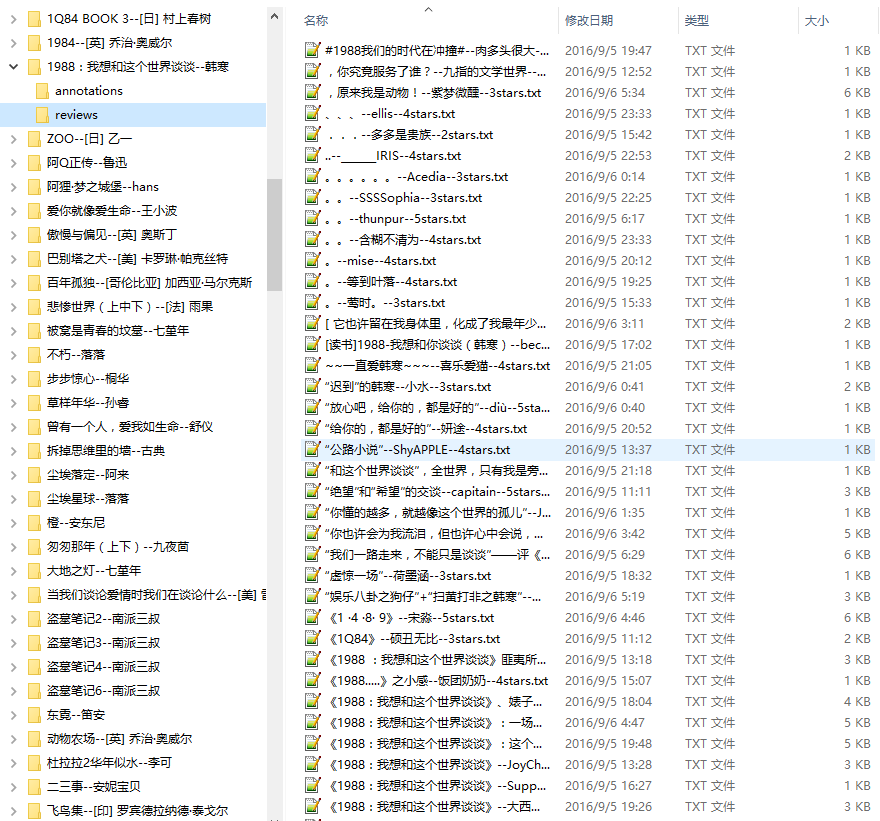 1Q84 BOOK 3--[日] 村上春树
1984--[英] 乔治·奥威尔
1988：我想和这个世界谈谈--韩寒
annotations
reviews
ZOO--[日] 乙一
阿Q正传--鲁迅
阿狸·梦之城堡--hans
爱你就像爱生命--王小波
傲慢与偏见--[英] 奥斯丁
巴别塔之犬--[美] 卡罗琳·帕克丝特
百年孤独--[哥伦比亚] 加西亚·马尔克斯
悲惨世界（上中下）--[法] 雨果
被窝是青春的坟墓--七堇年
不朽--落落
步步惊心--桐华
草样年华--孙睿
曾有一个人，爱我如生命--舒仪
拆掉思维里的墙--古典
尘埃落定--阿来
尘埃星球--落落
橙--安东尼
匆匆那年（上下）--九夜茴
大地之灯--七堇年
当我们谈论爱情时我们在谈论什么--[美] 雷
盗墓笔记2--南派三叔
盗墓笔记3--南派三叔
盗墓笔记4--南派三叔
盗墓笔记6--南派三叔
东霓--笛安
动物农场--[英] 乔治·奥威尔
杜拉拉2华年似水--李可
二三事--安妮宝贝
飞鸟集--[印] 罗宾德拉纳德·泰戈尔
名称 修改日期 类型 大小
#1988我们的时代在冲撞#--肉多头很大-... 2016/9/5 19:47 TXT 文件 1 KB
，你究竟服务了谁？--九指的文学世界--... 2016/9/5 12:52 TXT 文件 1 KB
，原来我是动物！--紫梦微醺--3stars.txt 2016/9/6 5:34 TXT 文件 6 KB
、、、--ellis--4stars.txt 2016/9/5 23:33 TXT 文件 1 KB
．．．--多多是贵族--2stars.txt 2016/9/5 15:42 TXT 文件 1 KB
..--______IRIS--4stars.txt 2016/9/5 22:53 TXT 文件 2 KB
。。。。。。--Acedia--3stars.txt 2016/9/6 0:14 TXT 文件 1 KB
。。--SSSSophia--3stars.txt 2016/9/5 22:25 TXT 文件 1 KB
。。--thunpur--5stars.txt 2016/9/5 6:17 TXT 文件 1 KB
。。--含糊不清为--4stars.txt 2016/9/5 23:33 TXT 文件 1 KB
。--mise--4stars.txt 2016/9/5 20:12 TXT 文件 1 KB
。--等到叶落--4stars.txt 2016/9/5 19:25 TXT 文件 1 KB
。--莺时。--3stars.txt 2016/9/5 15:33 TXT 文件 1 KB
[ 它也许留在我身体里，化成了我最年少... 2016/9/6 3:11 TXT 文件 2 KB
[读书]1988-我想和你谈谈（韩寒）--bec... 2016/9/5 17:02 TXT 文件 1 KB
~~一直爱韩寒~~~--喜乐爱猫--4stars.txt 2016/9/5 21:05 TXT 文件 1 KB
“迟到”的韩寒--小水--3stars.txt 2016/9/6 0:41 TXT 文件 2 KB
“放心吧，给你的，都是好的”--diù--5sta... 2016/9/6 0:40 TXT 文件 1 KB
“给你的，都是好的”--妍途--4stars.txt 2016/9/5 20:52 TXT 文件 1 KB
“公路小说”--ShyAPPLE--4stars.txt 2016/9/5 13:37 TXT 文件 1 KB
“和这个世界谈谈”，全世界，只有我是旁... 2016/9/5 21:18 TXT 文件 1 KB
“绝望”和“希望”的交谈--capitain--5stars... 2016/9/5 11:11 TXT 文件 3 KB
“你懂的越多，就越像这个世界的孤儿”--J... 2016/9/6 1:35 TXT 文件 1 KB
“你也许会为我流泪，但也许心中会说，... 2016/9/6 3:42 TXT 文件 5 KB
“我们一路走来，不能只是谈谈”——评《... 2016/9/5 6:29 TXT 文件 6 KB
“虚惊一场”--荷墨涵--3stars.txt 2016/9/5 18:32 TXT 文件 1 KB
“娱乐八卦之狗仔”+“扫黄打非之韩寒”--... 2016/9/6 5:19 TXT 文件 3 KB
《1·4·8·9》--宋淼--5stars.txt 2016/9/6 4:46 TXT 文件 6 KB
《1Q84》--硕丑无比--3stars.txt 2016/9/5 11:12 TXT 文件 2 KB
《1988 ：我想和这个世界谈谈》匪夷所... 2016/9/5 13:18 TXT 文件 3 KB
《1988.....》之小感--饭团奶奶--4stars.txt 2016/9/5 15:07 TXT 文件 1 KB
《1988：我想和这个世界谈谈》、婊子... 2016/9/5 18:04 TXT 文件 4 KB
《1988：我想和这个世界谈谈》：一场... 2016/9/6 4:47 TXT 文件 5 KB
《1988：我想和这个世界谈谈》：这个... 2016/9/5 19:48 TXT 文件 5 KB
《1988：我想和这个世界谈谈》--JoyCh... 2016/9/5 13:28 TXT 文件 3 KB
《1988：我想和这个世界谈谈》--Supp... 2016/9/5 16:27 TXT 文件 1 KB
《1988：我想和这个世界谈谈》--大西... 2016/9/5 19:26 TXT 文件 3 KB